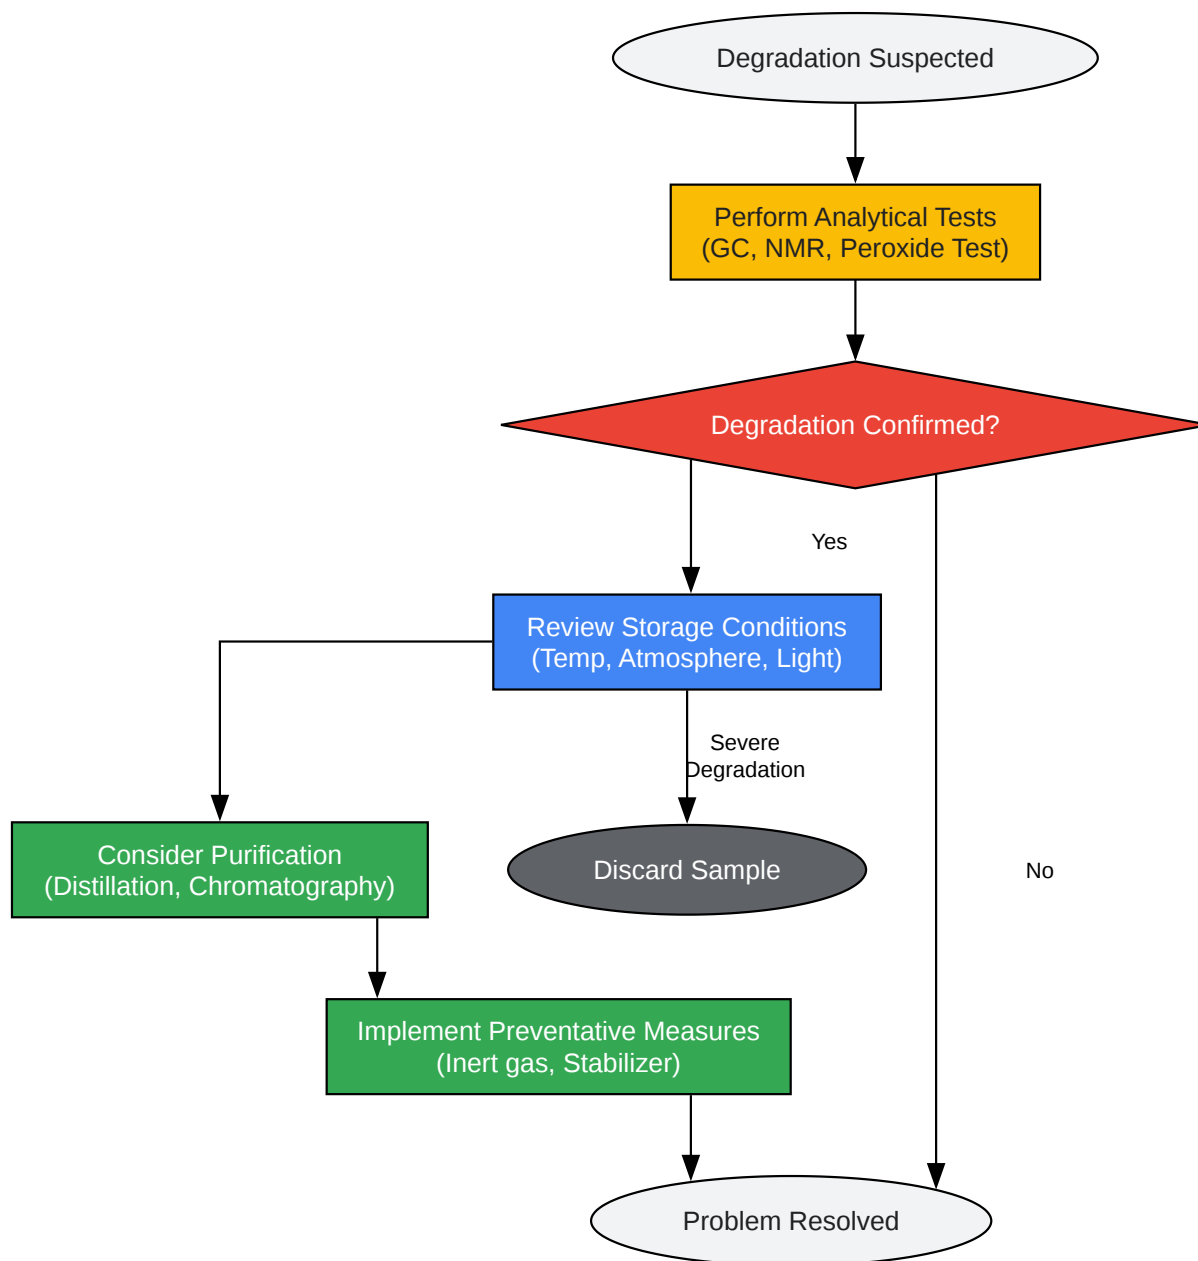 Degradation Suspected
Perform Analytical Tests
(GC, NMR, Peroxide Test)
Degradation Confirmed?
Yes
Review Storage Conditions
(Temp, Atmosphere, Light)
Severe
Degradation
Consider Purification
(Distillation, Chromatography)
Discard Sample
No
Implement Preventative Measures
(Inert gas, Stabilizer)
Problem Resolved